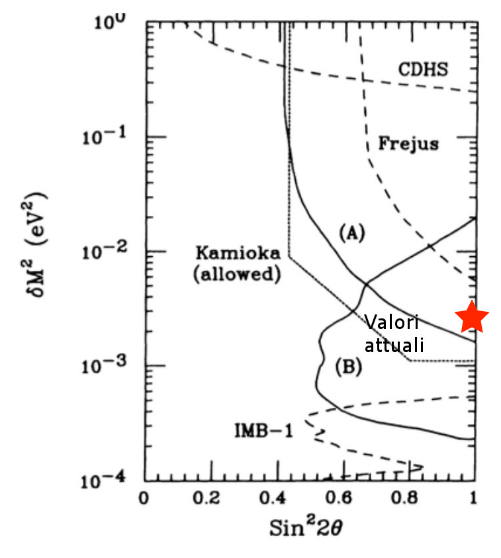 10⁰
CDHS
10⁻¹
Frejus
δM² (eV²)
(A)
10⁻²
Kamioka
(allowed)
Valori
attuali
10⁻³
(B)
IMB-1
10⁻⁴
0 0.2 0.4 0.6 0.8 1
Sin²2θ